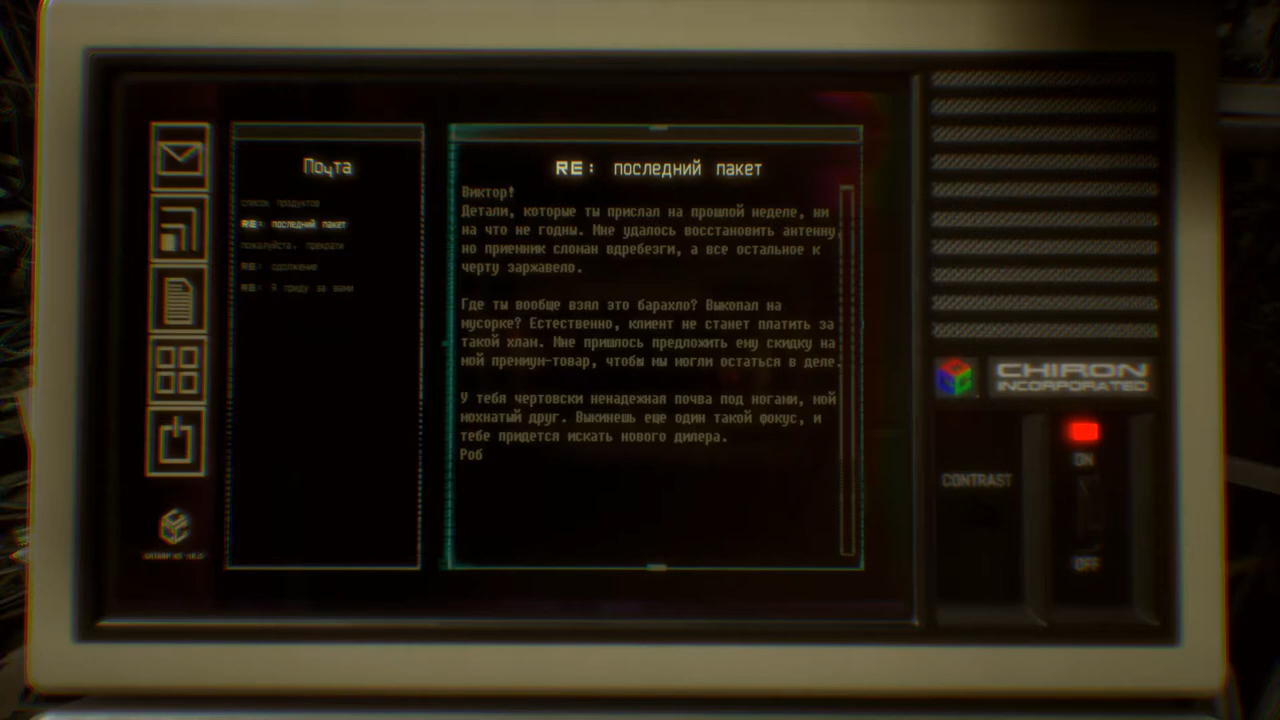 Почта
список продуктов
RE: последний пакет
пожалуйста, прекрати
RE: одолжение
RE: Я приду за вами
RE: последний пакет
Виктор!
Детали, которые ты прислал на прошлой неделе, ни
на что не годны. Мне удалось восстановить антенну,
но приемник сломан вдребезги, а все остальное к
черту заржавело.
Где ты вообще взял это барахло? Выкопал на
мусорке? Естественно, клиент не станет платить за
такой хлам. Мне пришлось предложить ему скидку на
мой премиум-товар, чтобы мы могли остаться в деле.
У тебя чертовски ненадежная почва под ногами, мой
мохнатый друг. Выкинешь еще один такой фокус, и
тебе придется искать нового дилера.
Роб
CHIRON
INCORPORATED
ON
CONTRAST
OFF